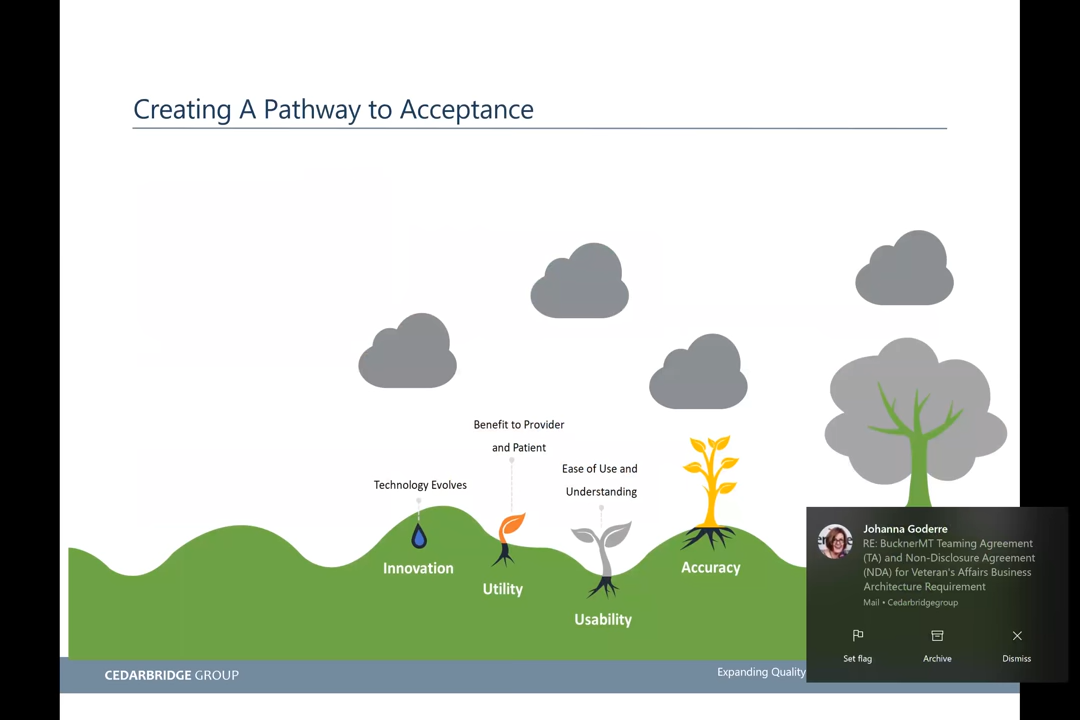 Creating A Pathway to Acceptance
Benefit to Provider
and Patient
Ease of Use and
Understanding
Technology Evolves
Innovation
Utility
Usability
Accuracy
Johanna Goderre
RE: BucknerMT Teaming Agreement
(TA) and Non-Disclosure Agreement
(NDA) for Veteran's Affairs Business
Architecture Requirement
Mail • Cedarbridgegroup
Set flag
Archive
Dismiss
CEDARBRIDGE GROUP
Expanding Quality